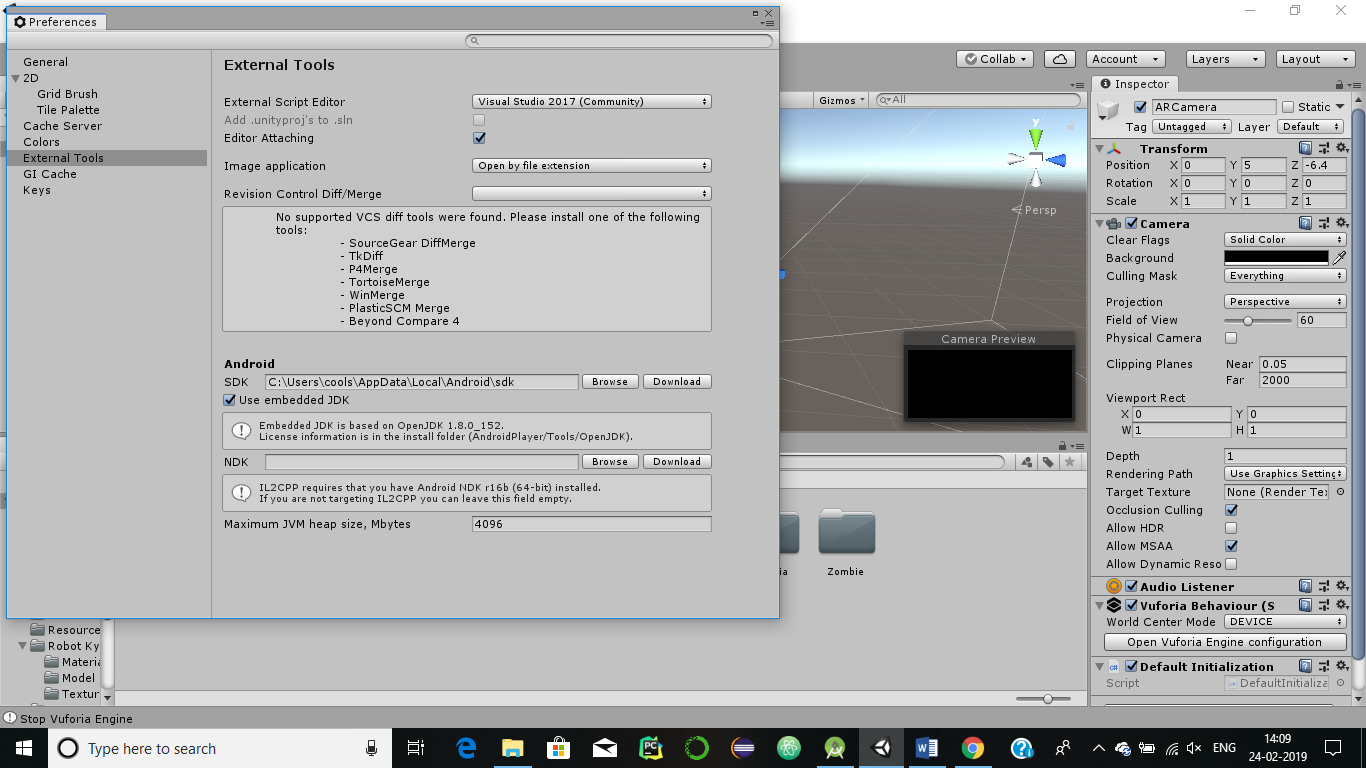 Preferences
General
2D
Grid Brush
Tile Palette
Cache Server
Colors
External Tools
GI Cache
Keys
External Tools
External Script Editor
Visual Studio 2017 (Community)
Add .unityproj's to .sln
Editor Attaching
Image application
Open by file extension
Revision Control Diff/Merge
No supported VCS diff tools were found. Please install one of the following
tools:
- SourceGear DiffMerge
- TkDiff
- P4Merge
- TortoiseMerge
- WinMerge
- PlasticSCM Merge
- Beyond Compare 4
Android
SDK C:\Users\cools\AppData\Local\Android\sdk Browse Download
Use embedded JDK
Embedded JDK is based on OpenJDK 1.8.0_152.
License information is in the install folder (AndroidPlayer/Tools/OpenJDK).
NDK Browse Download
IL2CPP requires that you have Android NDK r16b (64-bit) installed.
If you are not targeting IL2CPP you can leave this field empty.
Maximum JVM heap size, Mbytes 4096
Collab Account Layers Layout
Gizmos All
y
Persp
Camera Preview
ia
Zombie
Resource
Robot Ky
Materia
Model
Textur
Inspector
ARCamera Static
Tag Untagged Layer Default
Transform
Position X 0 Y 5 Z -6.4
Rotation X 0 Y 0 Z 0
Scale X 1 Y 1 Z 1
Camera
Clear Flags Solid Color
Background
Culling Mask Everything
Projection Perspective
Field of View 60
Physical Camera
Clipping Planes Near 0.05
Far 2000
Viewport Rect
X 0 Y 0
W 1 H 1
Depth 1
Rendering Path Use Graphics Setting
Target Texture None (Render Tex
Occlusion Culling
Allow HDR
Allow MSAA
Allow Dynamic Reso
Audio Listener
Vuforia Behaviour (S
World Center Mode DEVICE
Open Vuforia Engine configuration
Default Initialization
Script DefaultInitializa
Stop Vuforia Engine
Type here to search
ENG
14:09
24-02-2019